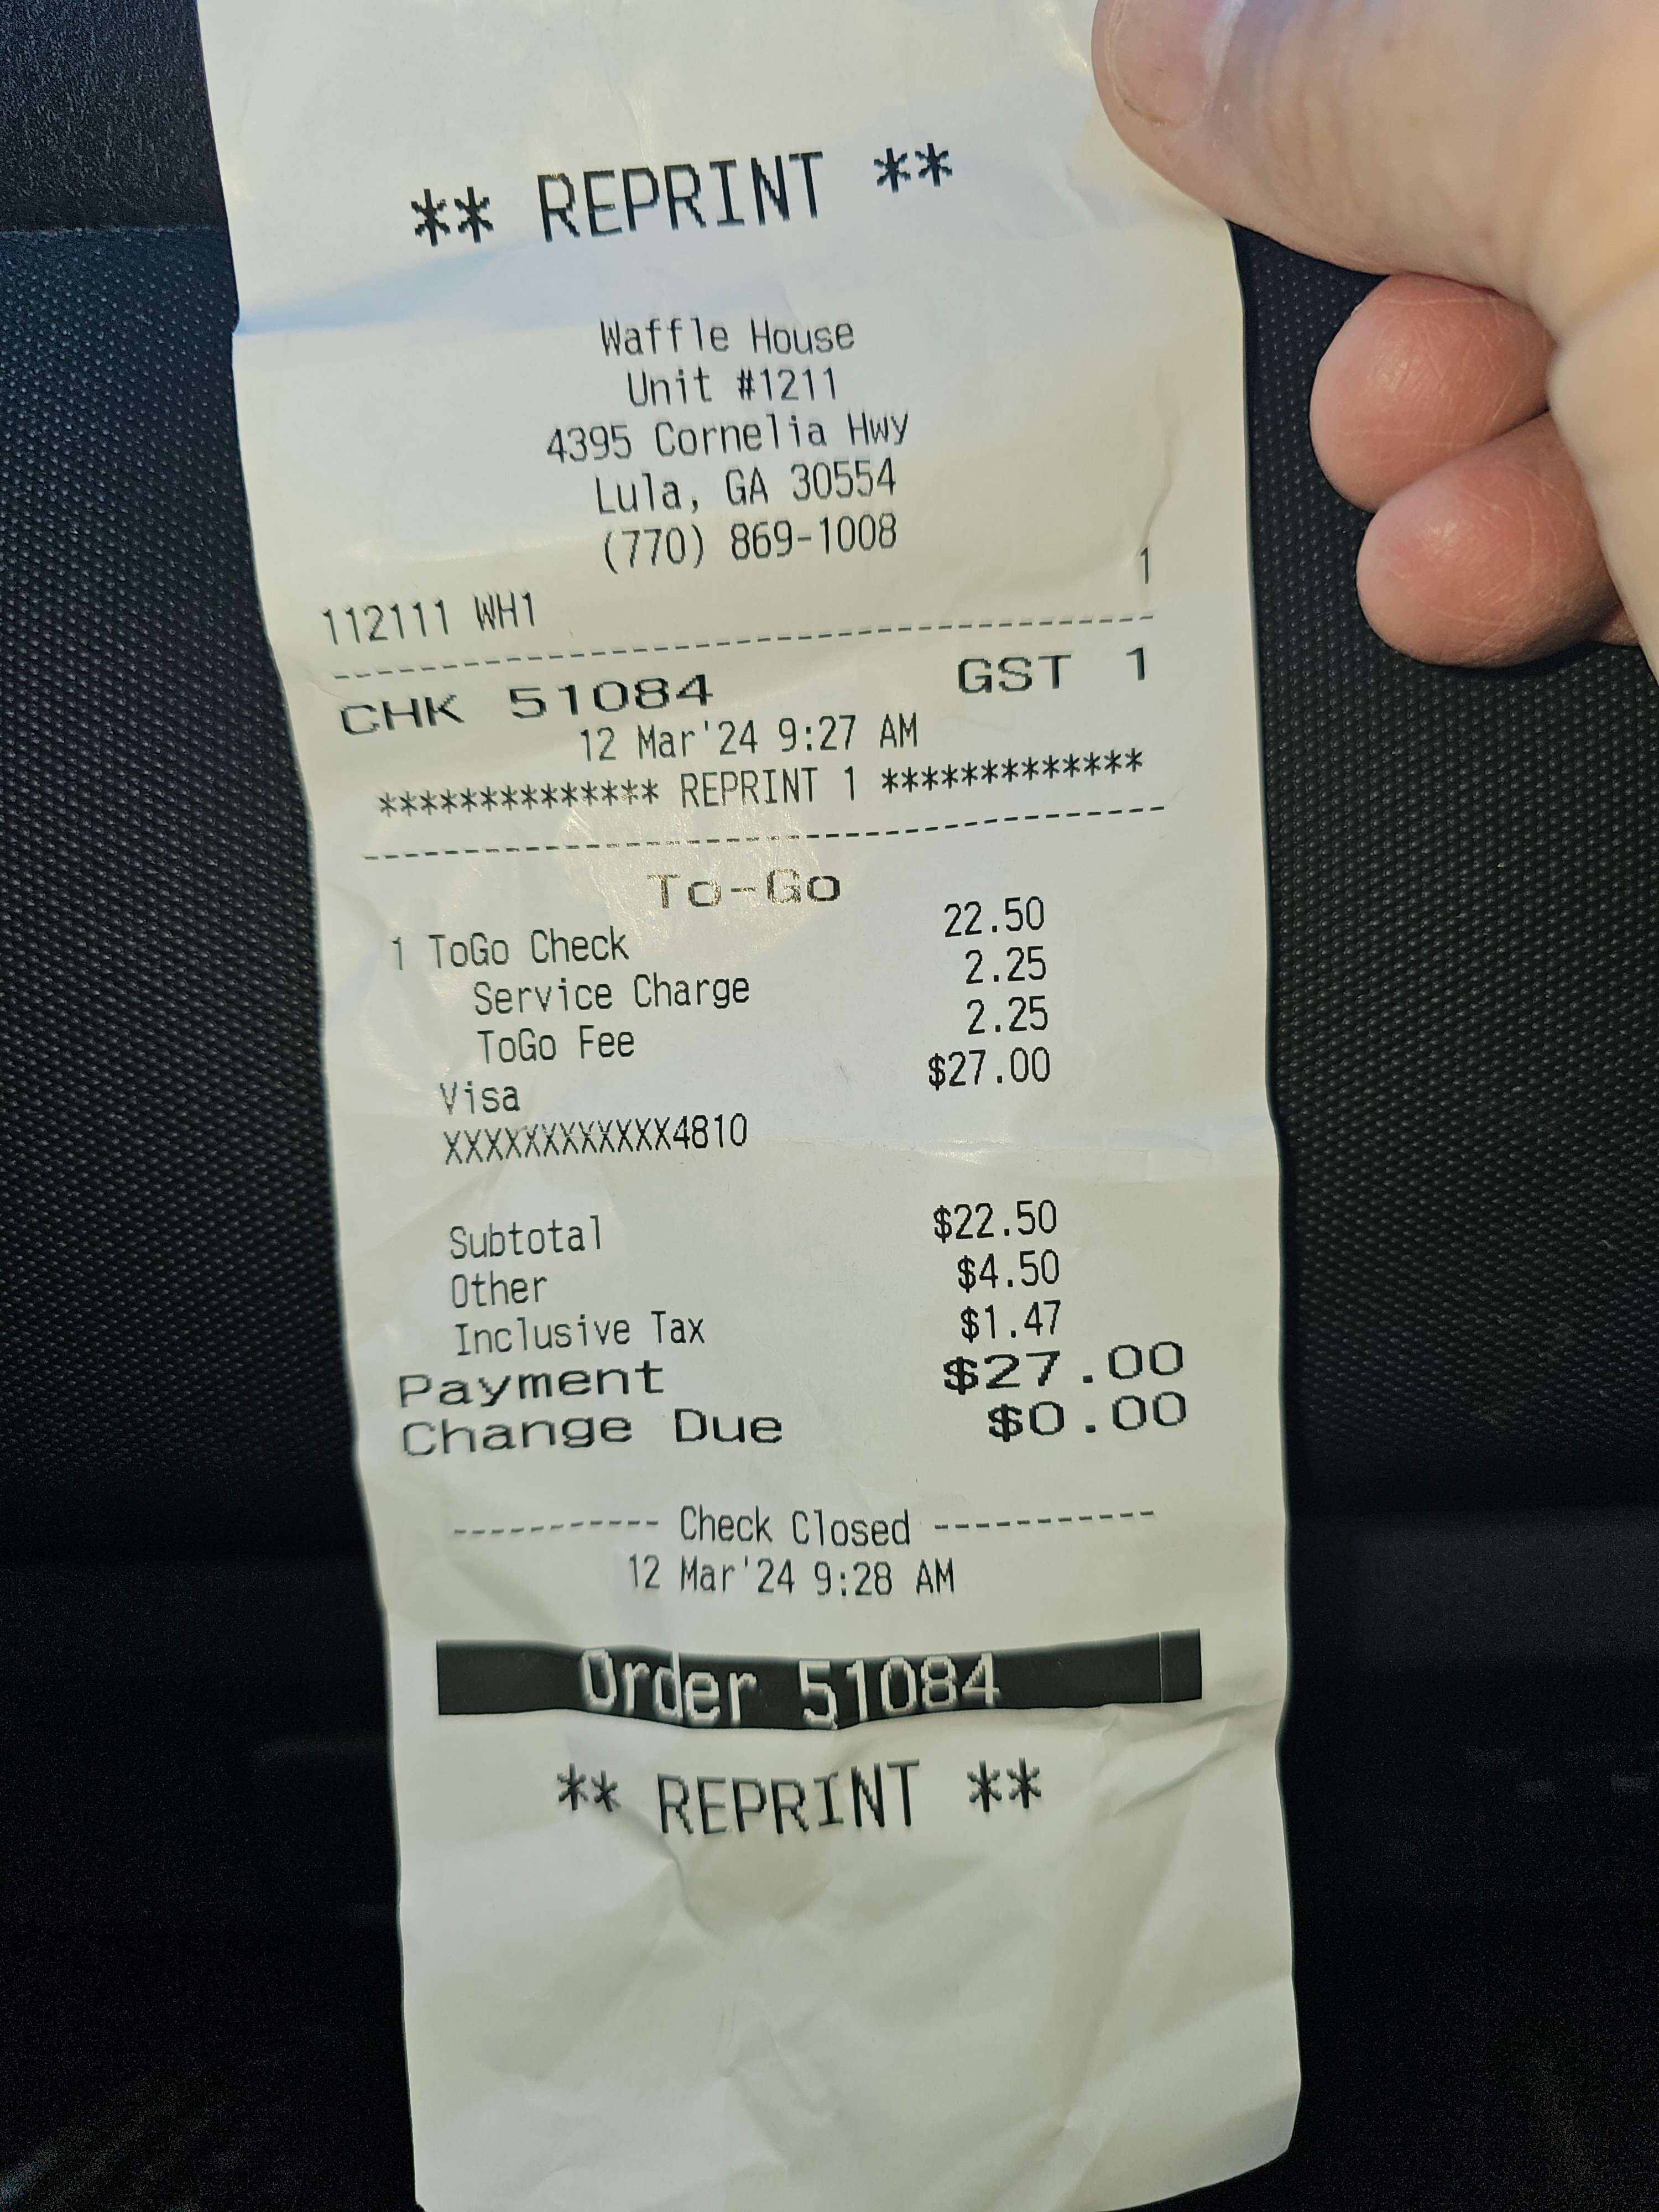 ** REPRINT **
Waffle House
Unit #1211
4395 Cornelia Hwy
Lula, GA 30554
(770) 869-1008
112111 WH1 1
--------------------------------------------
CHK 51084 GST 1
12 Mar'24 9:27 AM
************** REPRINT 1 *************
--------------------------------------------
To-Go
1 ToGo Check 22.50
Service Charge 2.25
ToGo Fee 2.25
Visa $27.00
XXXXXXXXXXXX4810
Subtotal $22.50
Other $4.50
Inclusive Tax $1.47
Payment $27.00
Change Due $0.00
------------ Check Closed ------------
12 Mar'24 9:28 AM
Order 51084
** REPRINT **